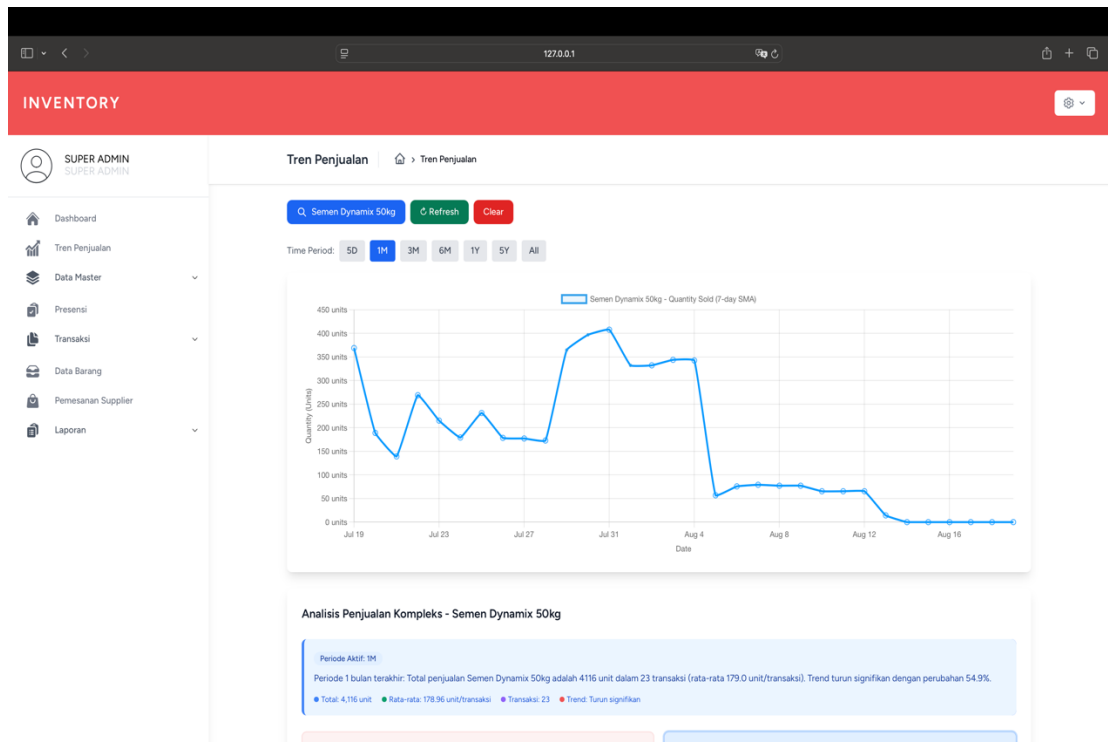 127.0.0.1
INVENTORY
SUPER ADMIN
SUPER ADMIN
Dashboard
Tren Penjualan
Data Master
Presensi
Transaksi
Data Barang
Pemesanan Supplier
Laporan
Tren Penjualan > Tren Penjualan
Semen Dynamix 50kg Refresh Clear
Time Period: 5D 1M 3M 6M 1Y 5Y All
Semen Dynamix 50kg - Quantity Sold (7-day SMA)
Quantity (Units)
450 units
400 units
350 units
300 units
250 units
200 units
150 units
100 units
50 units
0 units
Jul 19 Jul 23 Jul 27 Jul 31 Aug 4 Aug 8 Aug 12 Aug 16
Date
Analisis Penjualan Kompleks - Semen Dynamix 50kg
Periode Aktif: 1M
Periode 1 bulan terakhir: Total penjualan Semen Dynamix 50kg adalah 4116 unit dalam 23 transaksi (rata-rata 179.0 unit/transaksi). Trend turun signifikan dengan perubahan 54.9%.
Total: 4,116 unit Rata-rata: 178.96 unit/transaksi Transaksi: 23 Trend: Turun signifikan